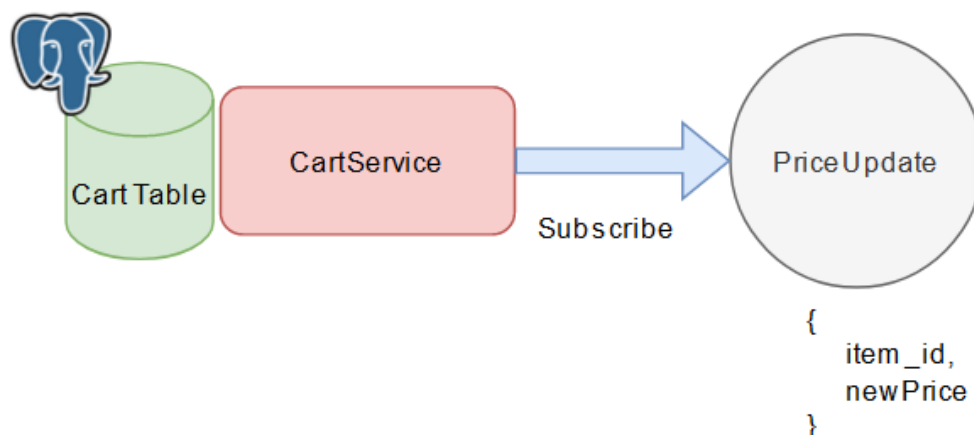 Cart Table
CartService
Subscribe
PriceUpdate
{
item_id,
newPrice
}